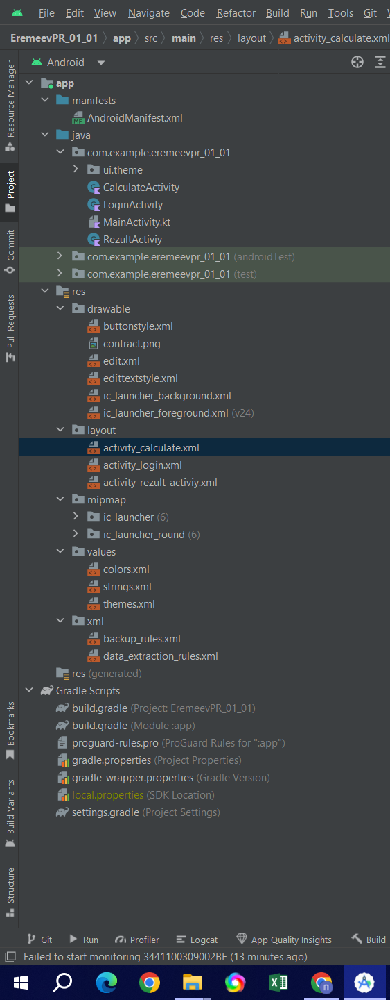 File Edit View Navigate Code Refactor Build Run Tools Git
EremeevPR_01_01 app src main res layout activity_calculate.xml
Android
app
manifests
AndroidManifest.xml
java
com.example.eremeevpr_01_01
ui.theme
CalculateActivity
LoginActivity
MainActivity.kt
RezultActiviy
com.example.eremeevpr_01_01 (androidTest)
com.example.eremeevpr_01_01 (test)
res
drawable
buttonstyle.xml
contract.png
edit.xml
edittextstyle.xml
ic_launcher_background.xml
ic_launcher_foreground.xml (v24)
layout
activity_calculate.xml
activity_login.xml
activity_rezult_activiy.xml
mipmap
ic_launcher (6)
ic_launcher_round (6)
values
colors.xml
strings.xml
themes.xml
xml
backup_rules.xml
data_extraction_rules.xml
res (generated)
Gradle Scripts
build.gradle (Project: EremeevPR_01_01)
build.gradle (Module :app)
proguard-rules.pro (ProGuard Rules for ":app")
gradle.properties (Project Properties)
gradle-wrapper.properties (Gradle Version)
local.properties (SDK Location)
settings.gradle (Project Settings)
Resource Manager
Project
Commit
Pull Requests
Bookmarks
Build Variants
Structure
Git Run Profiler Logcat App Quality Insights Build
Failed to start monitoring 3441100309002BE (13 minutes ago)
MF
n